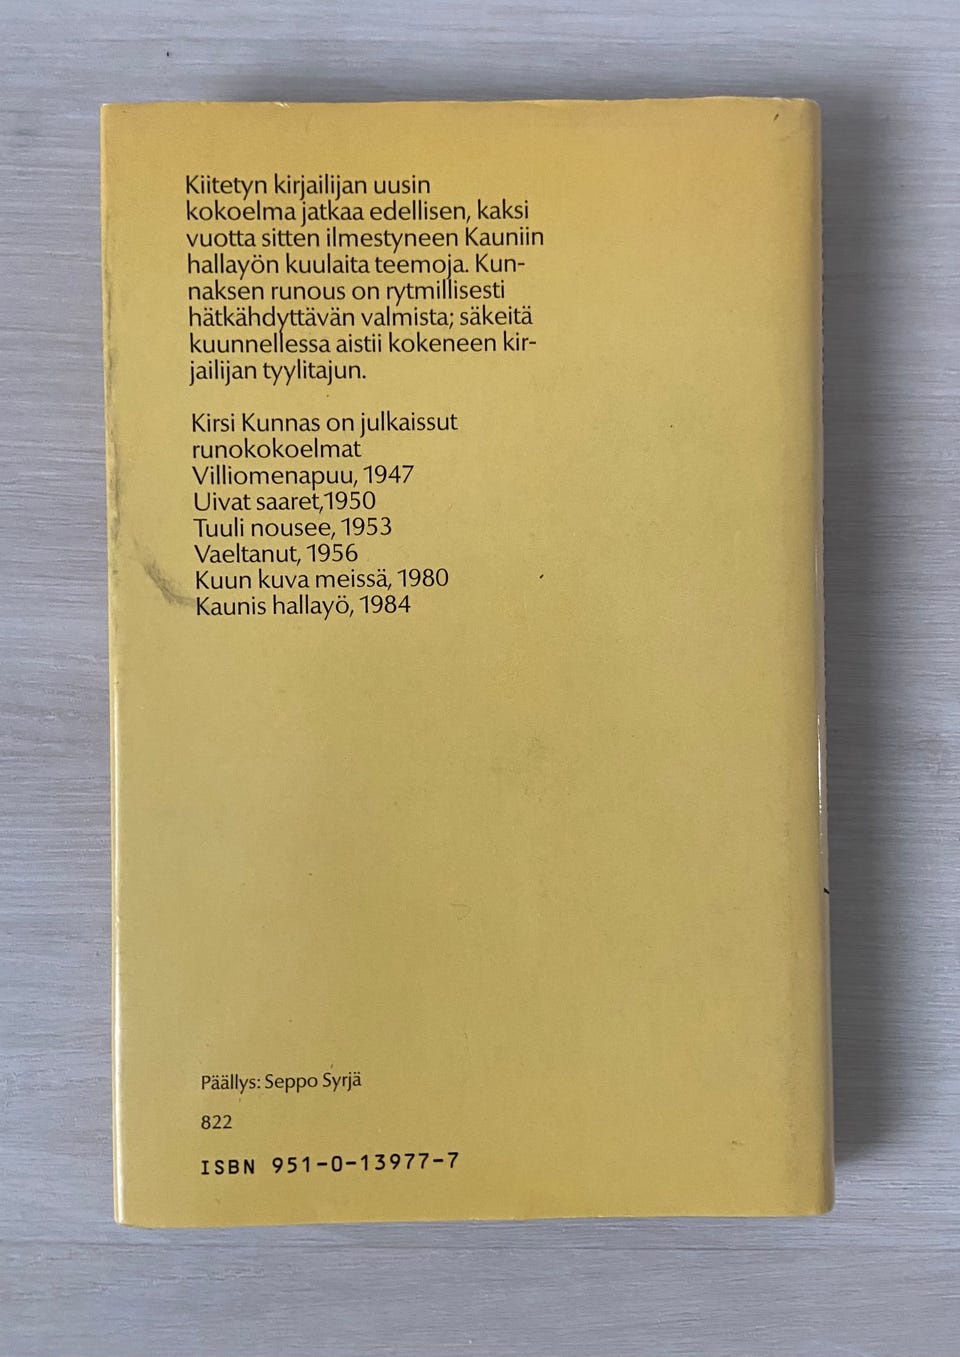 Kiitetyn kirjailijan uusin
kokoelma jatkaa edellisen, kaksi
vuotta sitten ilmestyneen Kauniin
hallayön kuulaita teemoja. Kun-
naksen runous on rytmillisesti
hätkähdyttävän valmista; säkeitä
kuunnellessa aistii kokeneen kir-
jailijan tyylitajun.
Kirsi Kunnas on julkaissut
runokokoelmat
Villiomenapuu, 1947
Uivat saaret,1950
Tuuli nousee, 1953
Vaeltanut, 1956
Kuun kuva meissä, 1980
Kaunis hallayö, 1984
Päällys: Seppo Syrjä
822
ISBN 951-0-13977-7